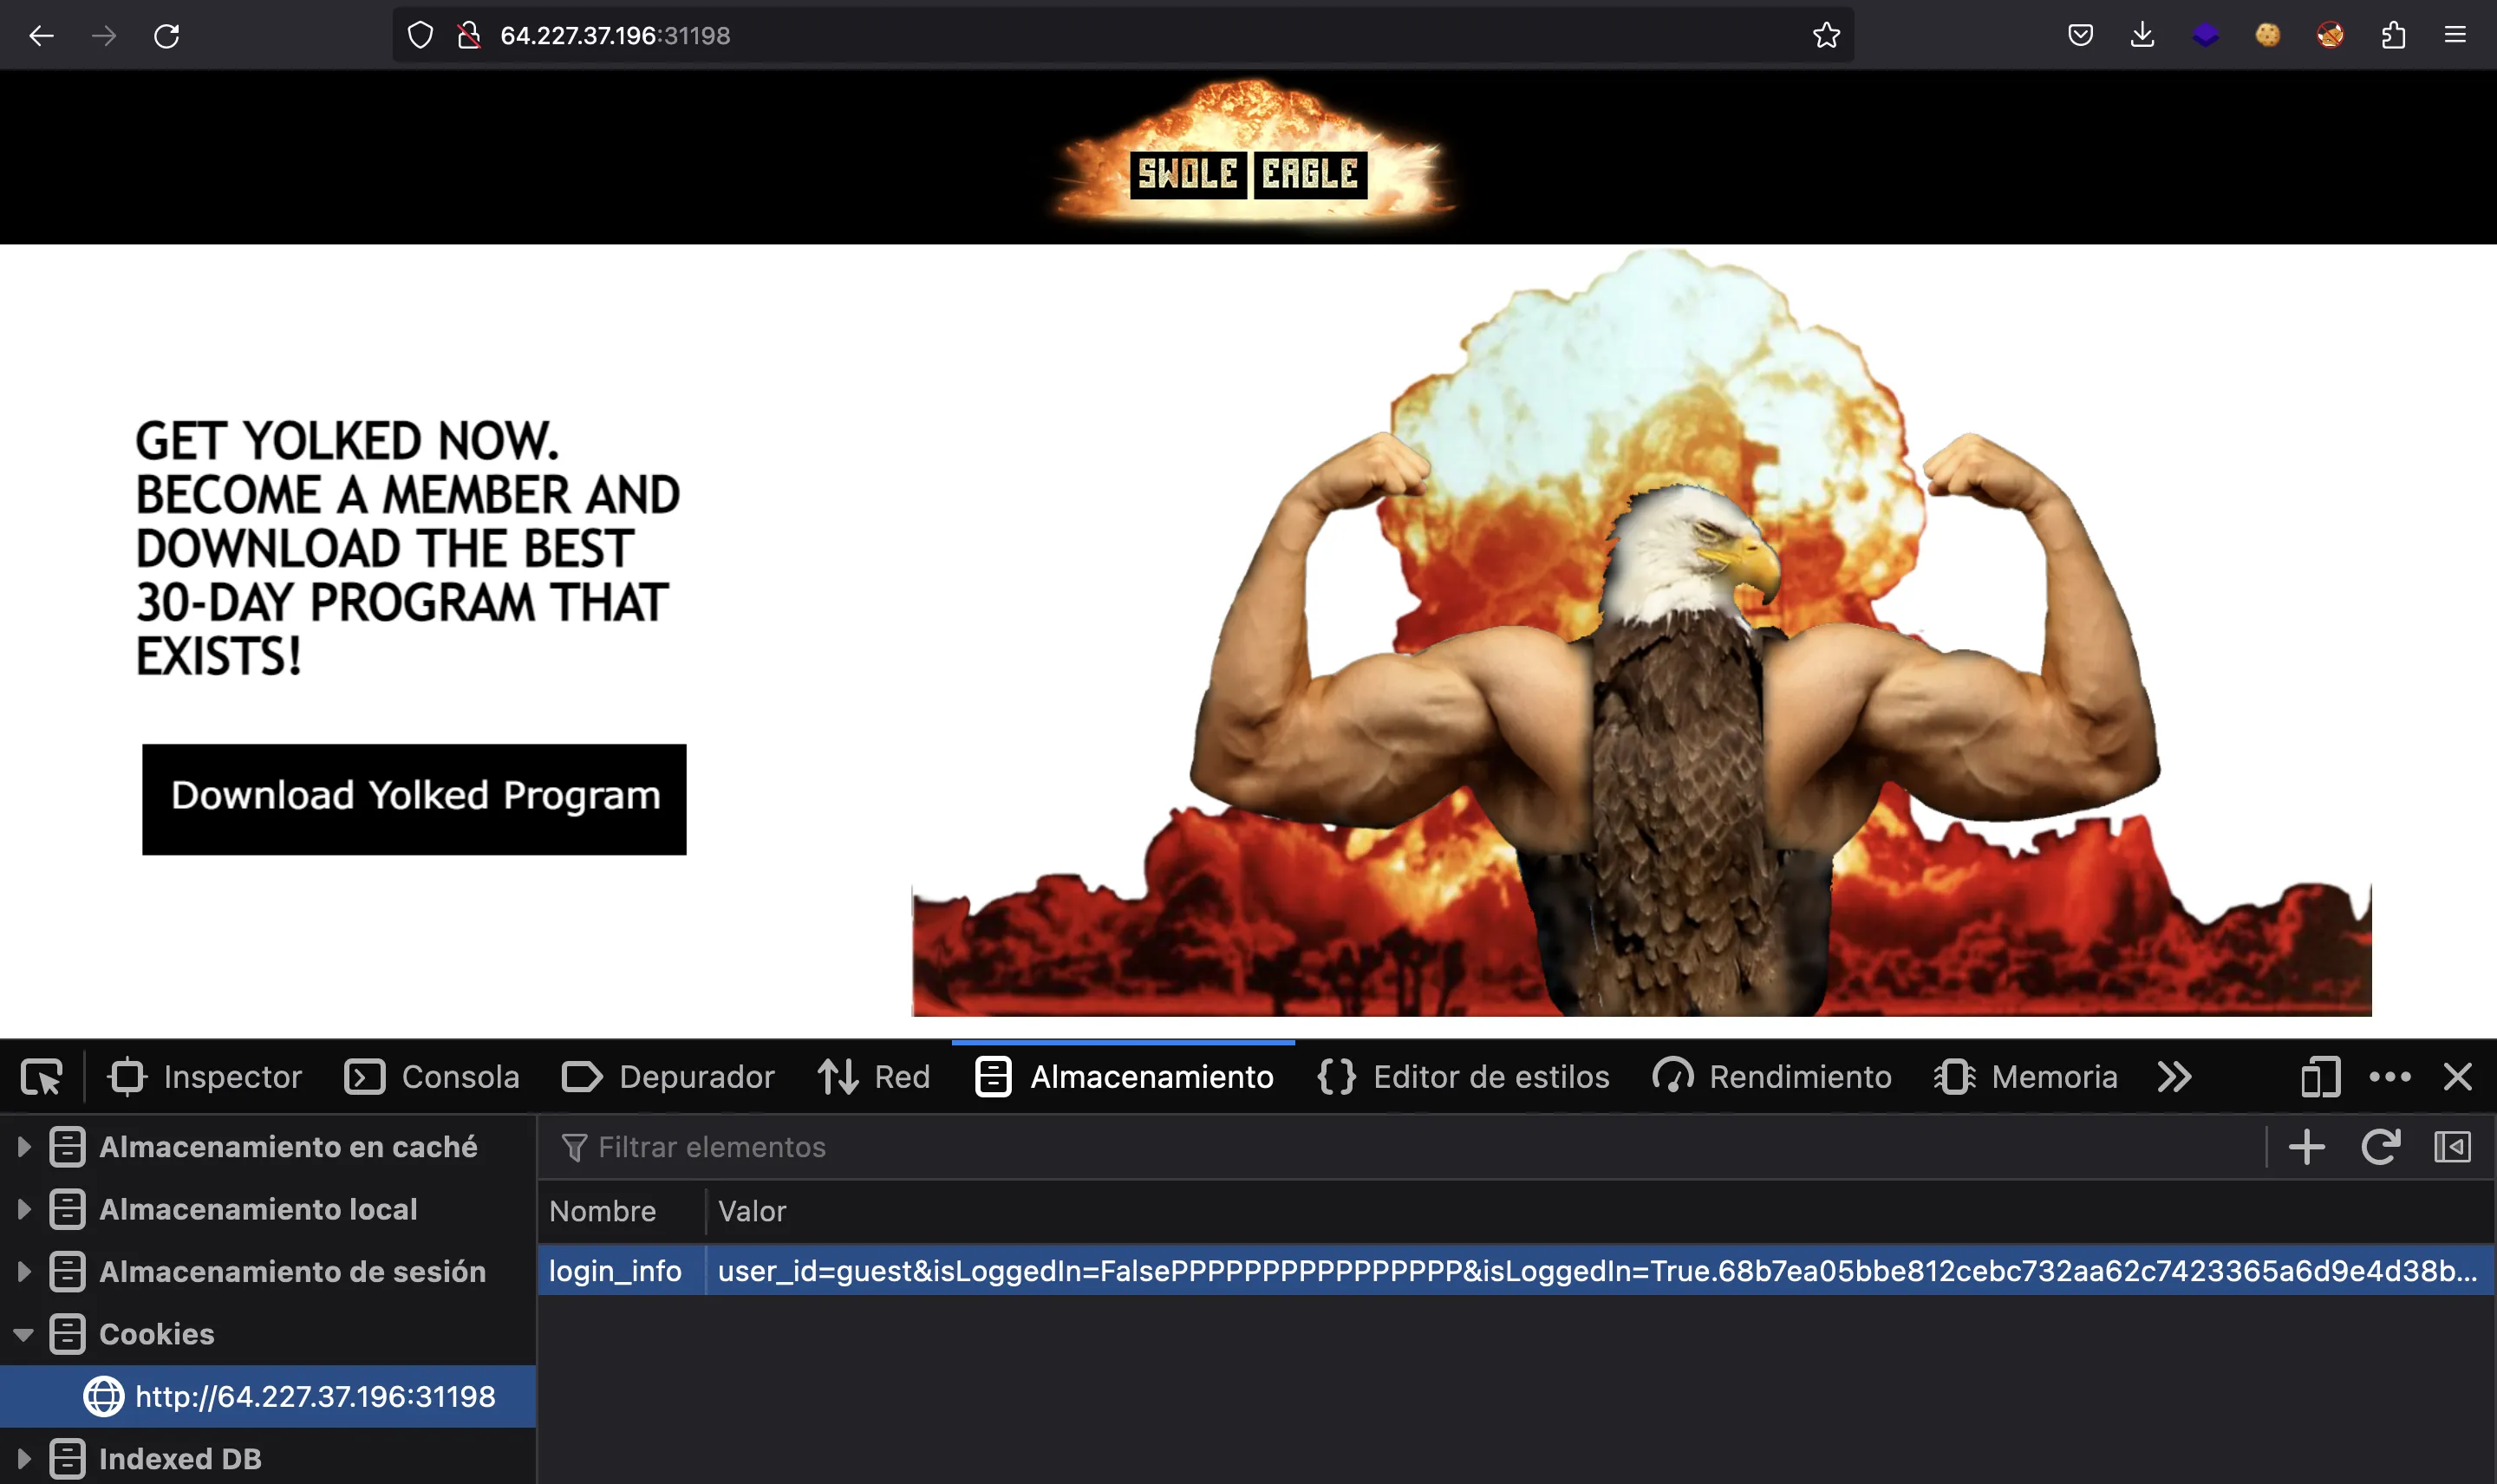 64.227.37.196:31198
SWOLE EAGLE
GET YOLKED NOW.
BECOME A MEMBER AND
DOWNLOAD THE BEST
30-DAY PROGRAM THAT
EXISTS!
Download Yolked Program
Inspector Consola Depurador Red Almacenamiento Editor de estilos Rendimiento Memoria
Almacenamiento en caché
Almacenamiento local
Almacenamiento de sesión
Cookies
http://64.227.37.196:31198
Indexed DB
Filtrar elementos
Nombre Valor
login_info user_id=guest&isLoggedIn=FalsePPPPPPPPPPPPPPPP&isLoggedIn=True.68b7ea05bbe812cebc732aa62c7423365a6d9e4d38b...